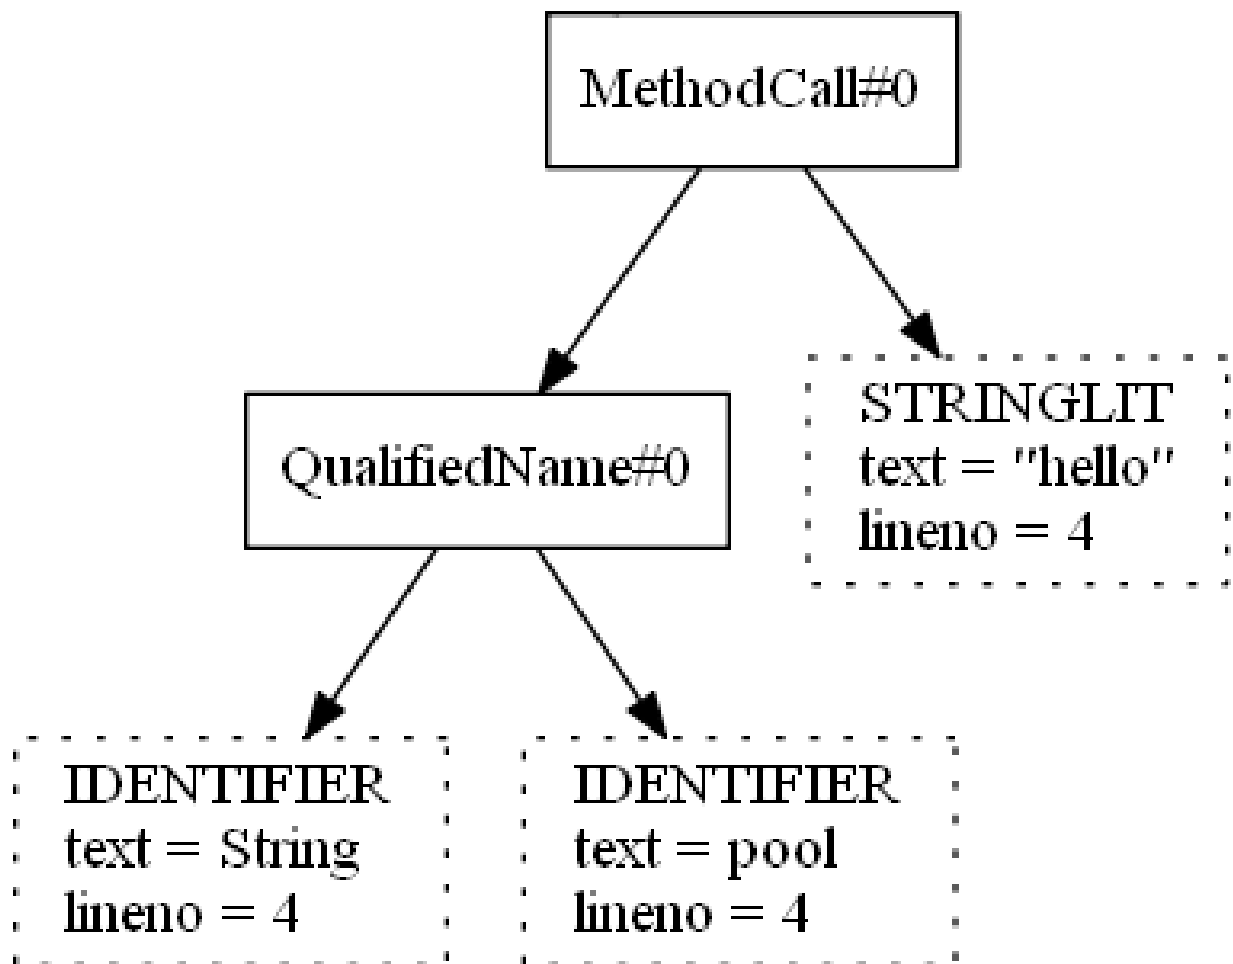 MethodCall#0
QualifiedName#0
STRINGLIT
text = "hello"
lineno = 4
IDENTIFIER
text = String
lineno = 4
IDENTIFIER
text = pool
lineno = 4